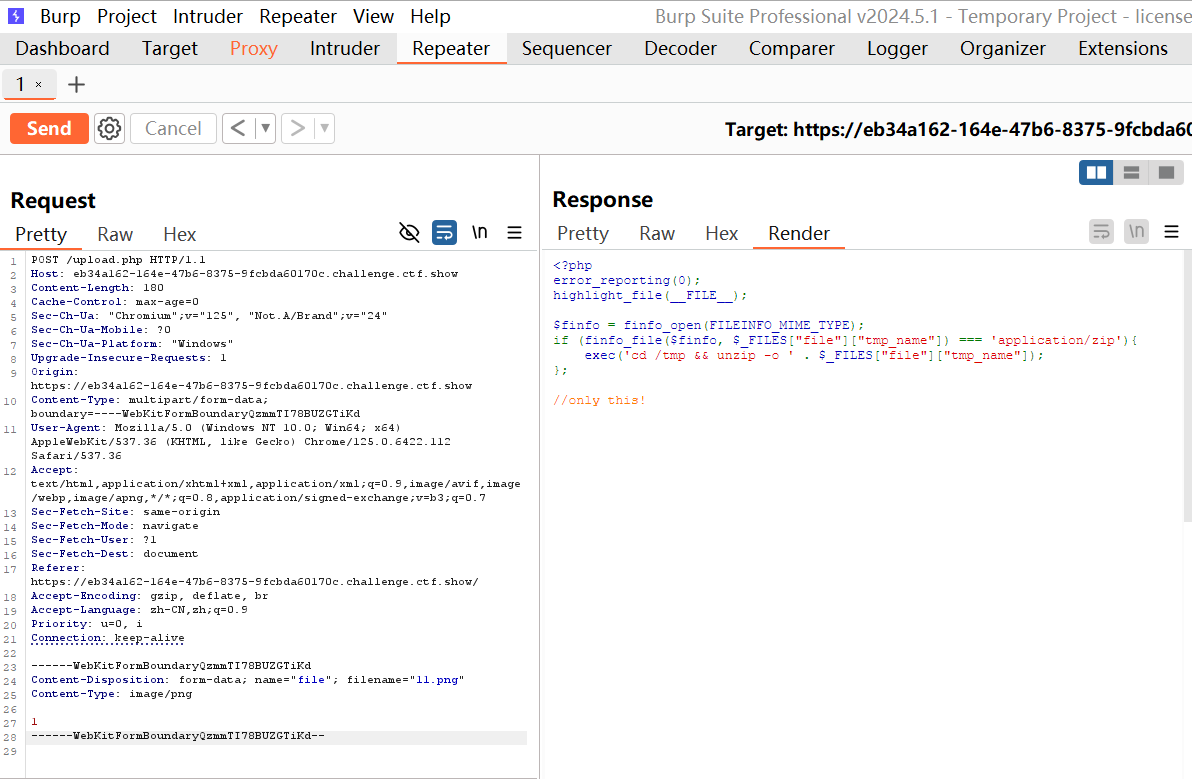 Burp Project Intruder Repeater View Help Burp Suite Professional v2024.5.1 - Temporary Project - license
Dashboard Target Proxy Intruder Repeater Sequencer Decoder Comparer Logger Organizer Extensions
1 × +
Send Cancel < > Target: https://eb34a162-164e-47b6-8375-9fcbda60
Request
Pretty Raw Hex \n
1 POST /upload.php HTTP/1.1
2 Host: eb34a162-164e-47b6-8375-9fcbda60170c.challenge.ctf.show
3 Content-Length: 180
4 Cache-Control: max-age=0
5 Sec-Ch-Ua: "Chromium";v="125", "Not.A/Brand";v="24"
6 Sec-Ch-Ua-Mobile: ?0
7 Sec-Ch-Ua-Platform: "Windows"
8 Upgrade-Insecure-Requests: 1
9 Origin:
https://eb34a162-164e-47b6-8375-9fcbda60170c.challenge.ctf.show
10 Content-Type: multipart/form-data;
boundary=----WebKitFormBoundaryQzmmTI78BUZGTiKd
11 User-Agent: Mozilla/5.0 (Windows NT 10.0; Win64; x64)
AppleWebKit/537.36 (KHTML, like Gecko) Chrome/125.0.6422.112
Safari/537.36
12 Accept:
text/html,application/xhtml+xml,application/xml;q=0.9,image/avif,image
/webp,image/apng,*/*;q=0.8,application/signed-exchange;v=b3;q=0.7
13 Sec-Fetch-Site: same-origin
14 Sec-Fetch-Mode: navigate
15 Sec-Fetch-User: ?1
16 Sec-Fetch-Dest: document
17 Referer:
https://eb34a162-164e-47b6-8375-9fcbda60170c.challenge.ctf.show/
18 Accept-Encoding: gzip, deflate, br
19 Accept-Language: zh-CN,zh;q=0.9
20 Priority: u=0, i
21 Connection: keep-alive
22
23 ------WebKitFormBoundaryQzmmTI78BUZGTiKd
24 Content-Disposition: form-data; name="file"; filename="11.png"
25 Content-Type: image/png
26
27 1
28 ------WebKitFormBoundaryQzmmTI78BUZGTiKd--
29
Response
Pretty Raw Hex Render \n
<?php
error_reporting(0);
highlight_file(__FILE__);
$finfo = finfo_open(FILEINFO_MIME_TYPE);
if (finfo_file($finfo, $_FILES["file"]["tmp_name"]) === 'application/zip'){
exec('cd /tmp && unzip -o ' . $_FILES["file"]["tmp_name"]);
};
//only this!